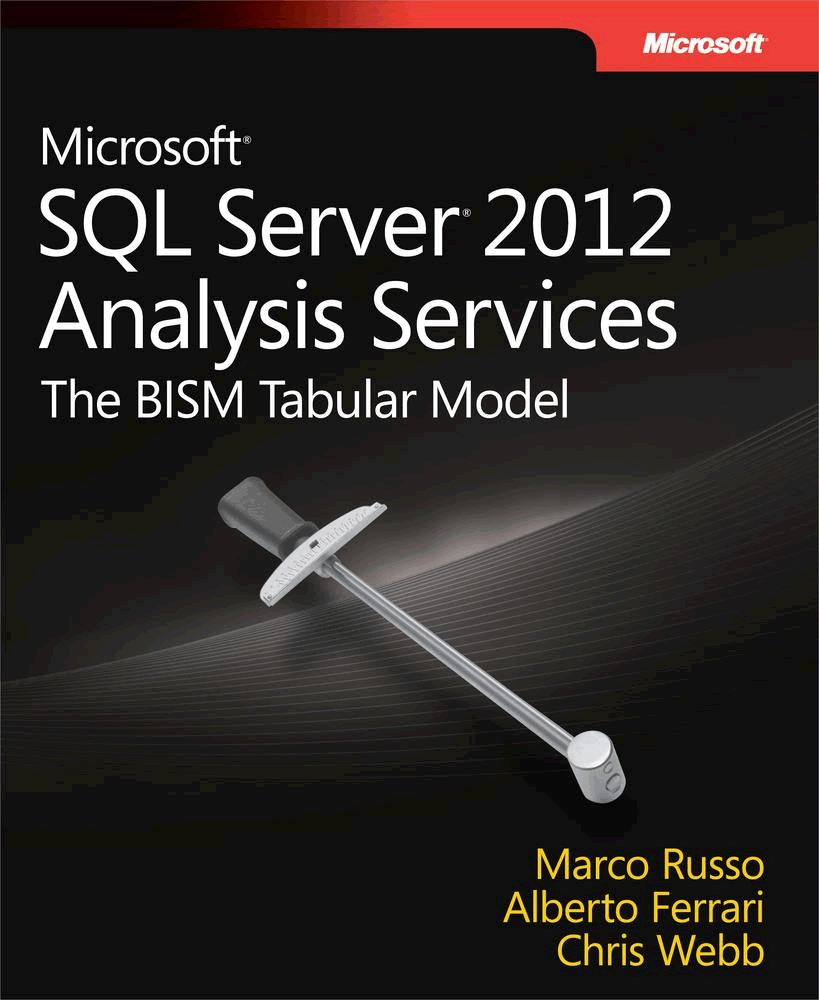 Microsoft®
Microsoft®
SQL Server® 2012
Analysis Services
The BISM Tabular Model
Marco Russo
Alberto Ferrari
Chris Webb